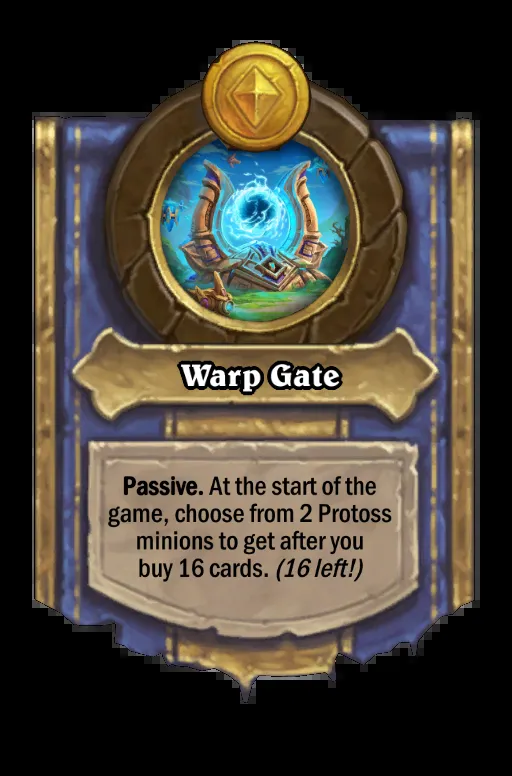 Warp Gate
Passive. At the start of the
game, choose from 2 Protoss
minions to get after you
buy 16 cards. (16 left!)